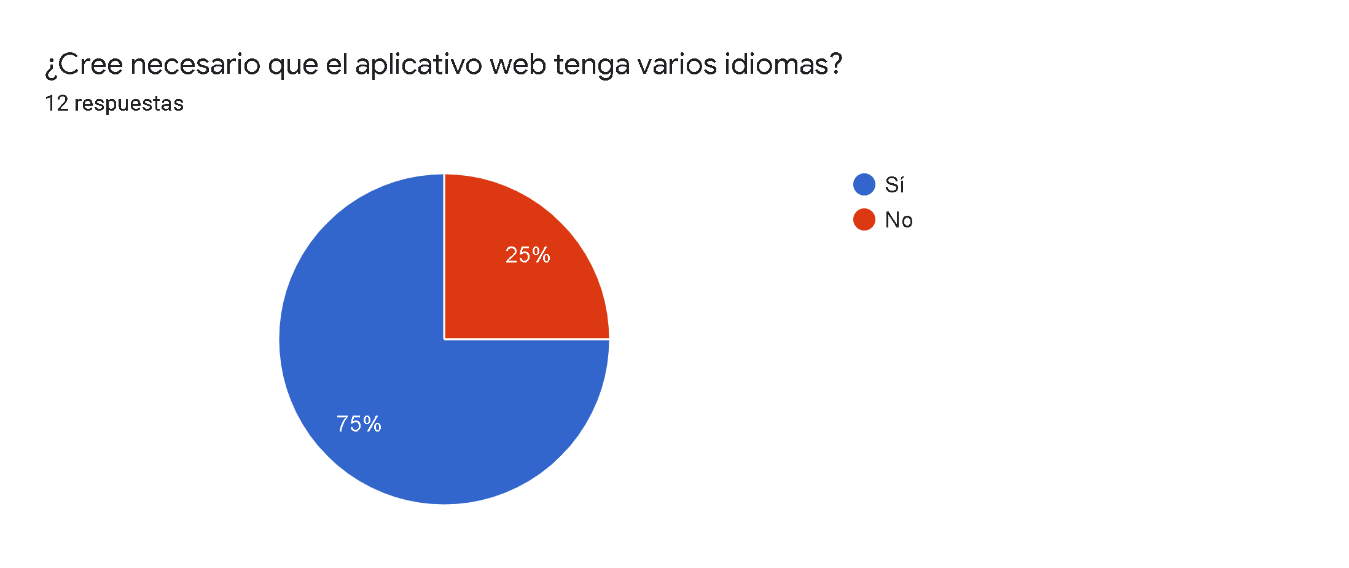 ¿Cree necesario que el aplicativo web tenga varios idiomas?
12 respuestas
Sí
No
25%
75%